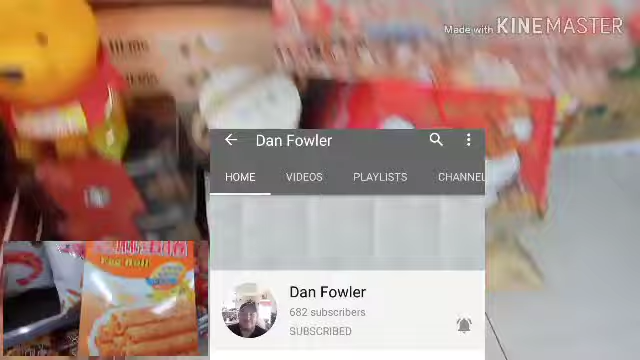 Made with KINEMASTER
Dan Fowler
HOME VIDEOS PLAYLISTS CHANNEL
Dan Fowler
682 subscribers
SUBSCRIBED
Egg Roll